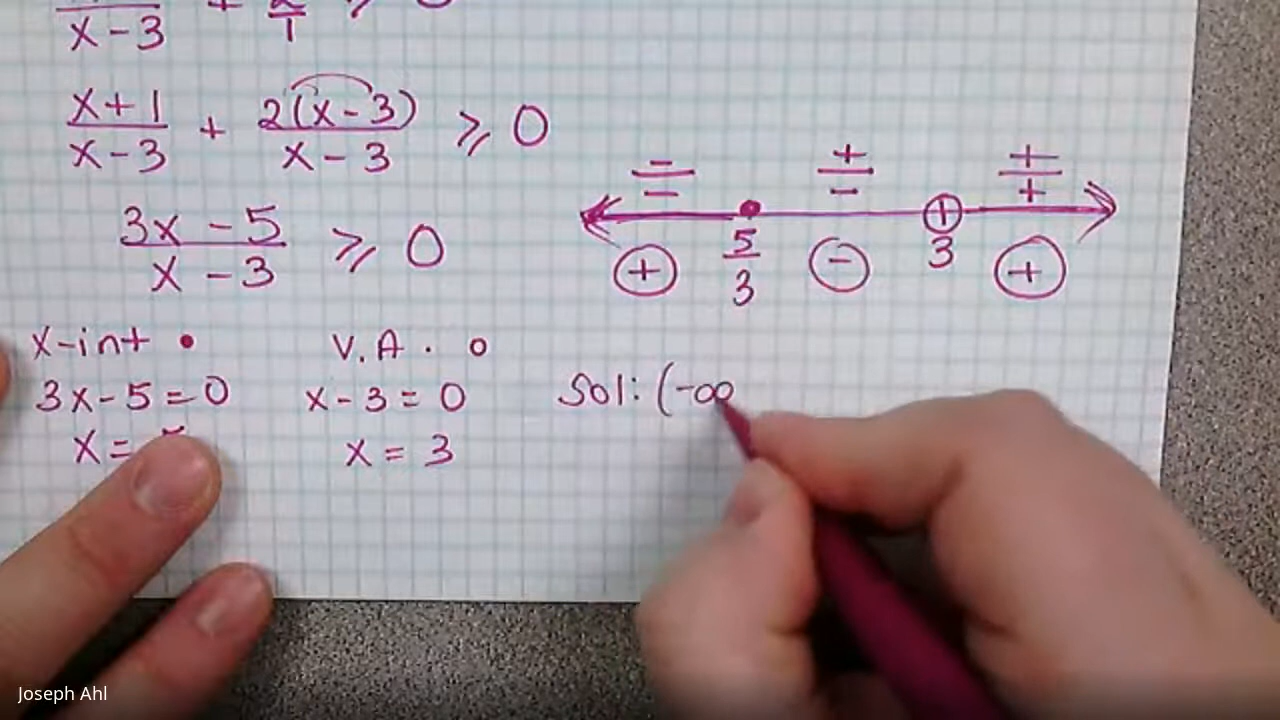 x - 3
x + 1 / x - 3 + 2(x - 3) / x - 3 ≥ 0
3x - 5 / x - 3 ≥ 0
- / - + / - + / +
+ 5/3 - 3 +
x-int • V.A. o
3x - 5 = 0 x - 3 = 0
x = x = 3
Sol: (-∞
Joseph Ahl